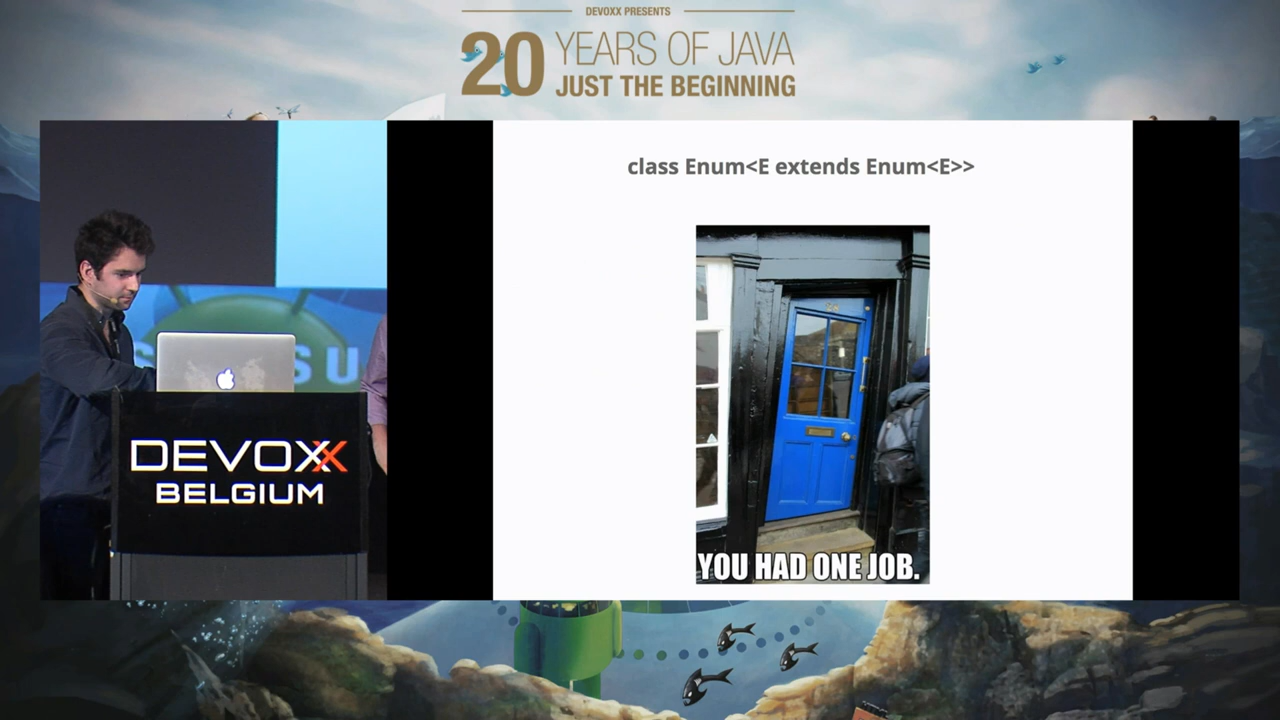 DEVOXX PRESENTS
20 YEARS OF JAVA
JUST THE BEGINNING
class Enum<E extends Enum<E>>
YOU HAD ONE JOB.
S SU
DEVOXX
BELGIUM